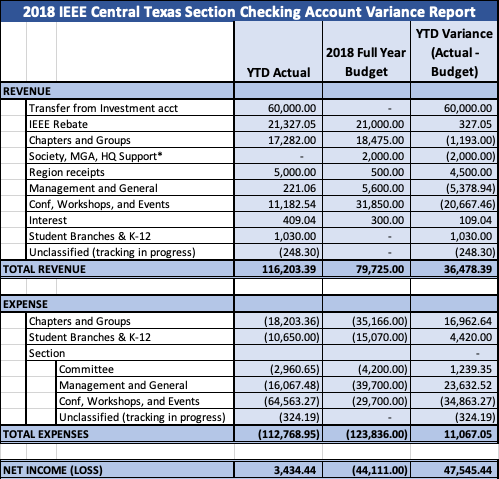 2018 IEEE Central Texas Section Checking Account Variance Report
YTD Actual 2018 Full Year Budget YTD Variance (Actual - Budget)
REVENUE
Transfer from Investment acct 60,000.00 - 60,000.00
IEEE Rebate 21,327.05 21,000.00 327.05
Chapters and Groups 17,282.00 18,475.00 (1,193.00)
Society, MGA, HQ Support* - 2,000.00 (2,000.00)
Region receipts 5,000.00 500.00 4,500.00
Management and General 221.06 5,600.00 (5,378.94)
Conf, Workshops, and Events 11,182.54 31,850.00 (20,667.46)
Interest 409.04 300.00 109.04
Student Branches & K-12 1,030.00 - 1,030.00
Unclassified (tracking in progress) (248.30) - (248.30)
TOTAL REVENUE 116,203.39 79,725.00 36,478.39
EXPENSE
Chapters and Groups (18,203.36) (35,166.00) 16,962.64
Student Branches & K-12 (10,650.00) (15,070.00) 4,420.00
Section -
Committee (2,960.65) (4,200.00) 1,239.35
Management and General (16,067.48) (39,700.00) 23,632.52
Conf, Workshops, and Events (64,563.27) (29,700.00) (34,863.27)
Unclassified (tracking in progress) (324.19) - (324.19)
TOTAL EXPENSES (112,768.95) (123,836.00) 11,067.05
NET INCOME (LOSS) 3,434.44 (44,111.00) 47,545.44